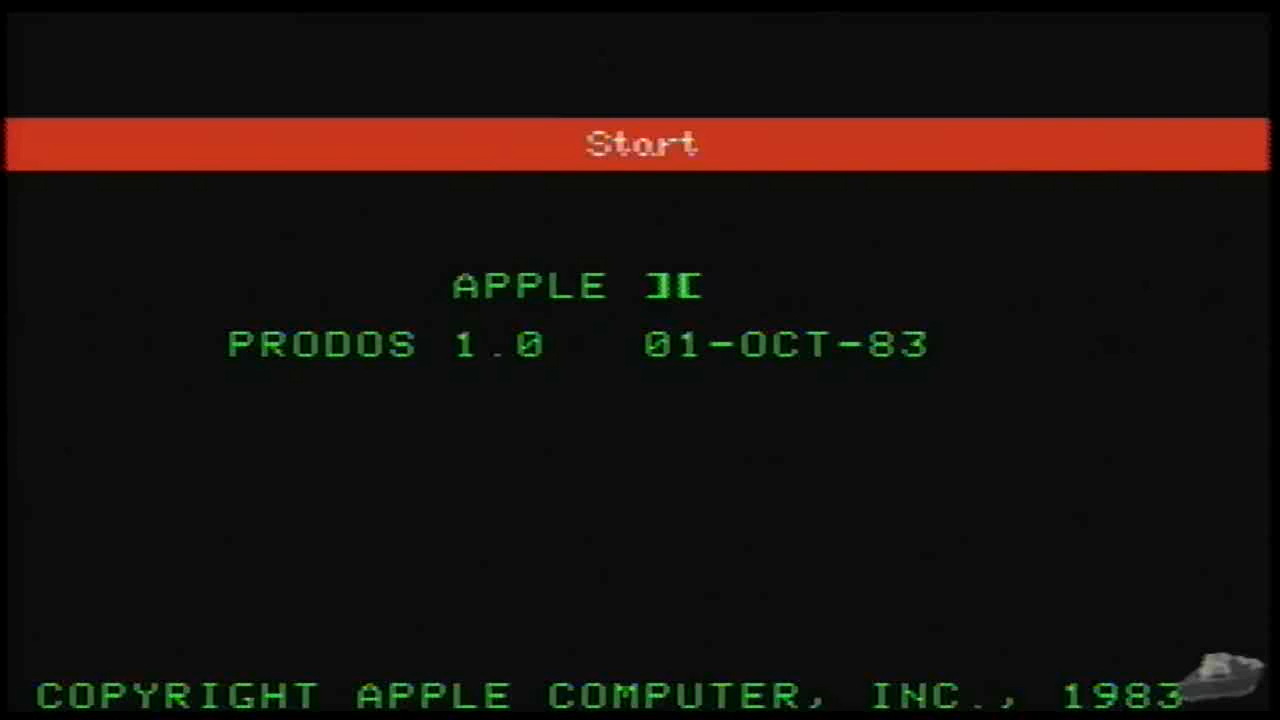 Start
APPLE ][
PRODOS 1.0 01-OCT-83
COPYRIGHT APPLE COMPUTER, INC., 1983